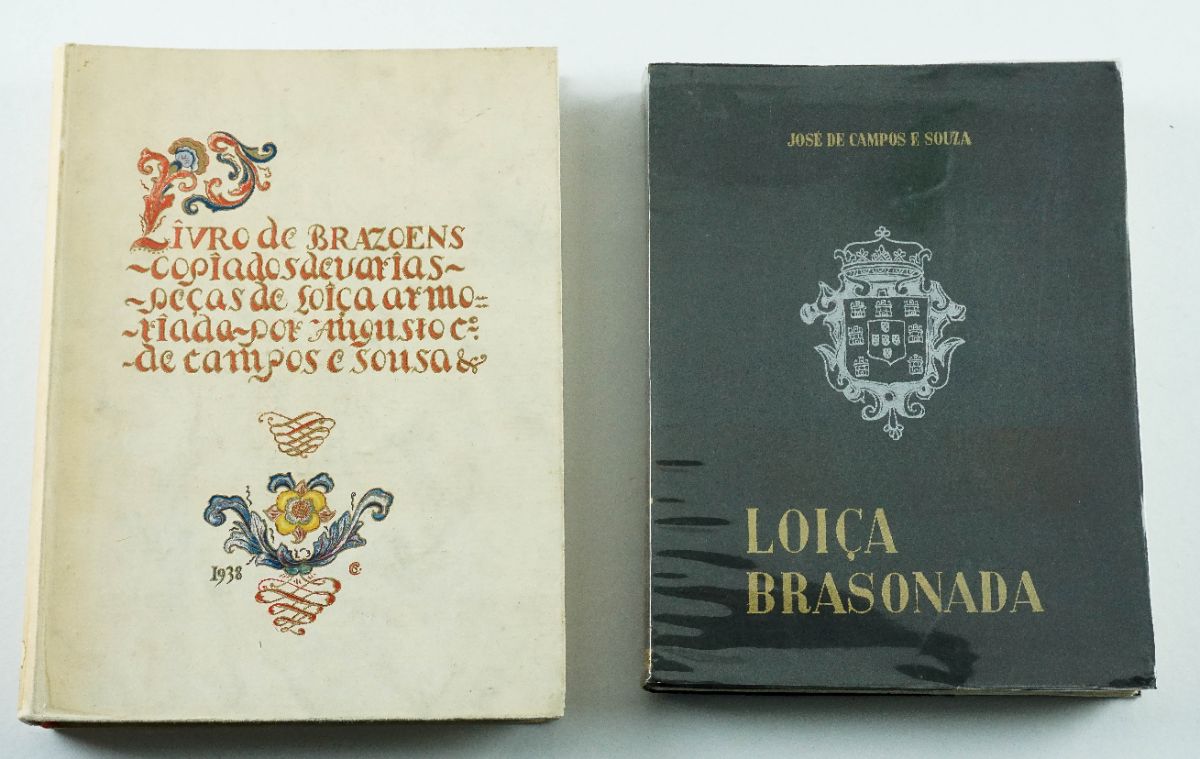 LIVRO de BRAZOENS
~copiados de varias~
~peças de loiça armo=
~riada~por Augusto C.º
~de campos e sousa &
1938
C.
JOSÉ DE CAMPOS E SOUZA
LOIÇA
BRASONADA